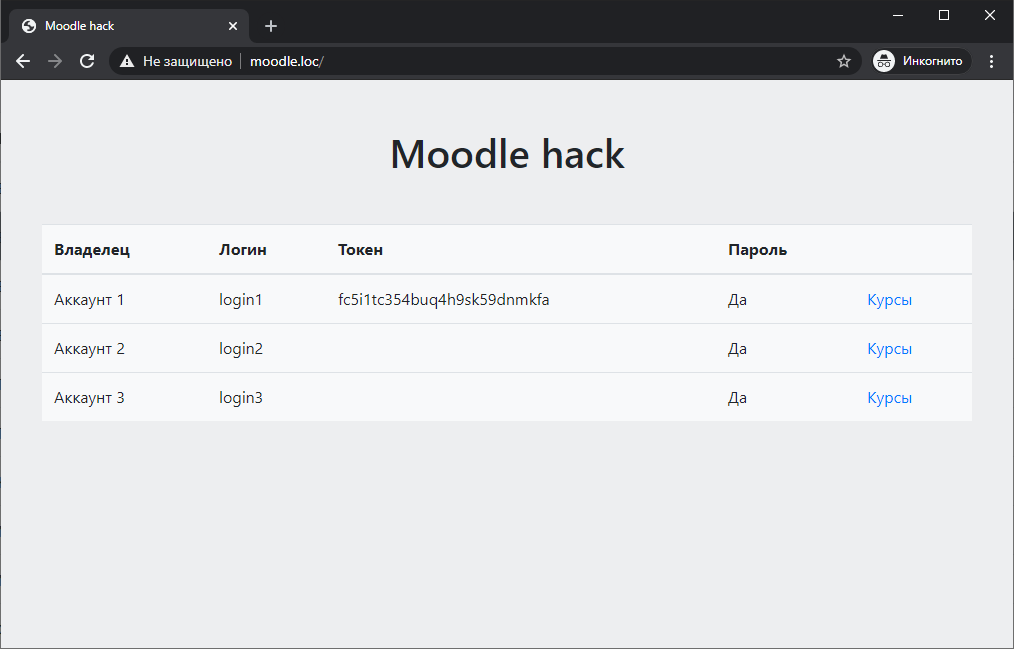 Moodle hack
Не защищено moodle.loc/ Инкогнито
Moodle hack
Владелец Логин Токен Пароль
Аккаунт 1 login1 fc5i1tc354buq4h9sk59dnmkfa Да Курсы
Аккаунт 2 login2 Да Курсы
Аккаунт 3 login3 Да Курсы